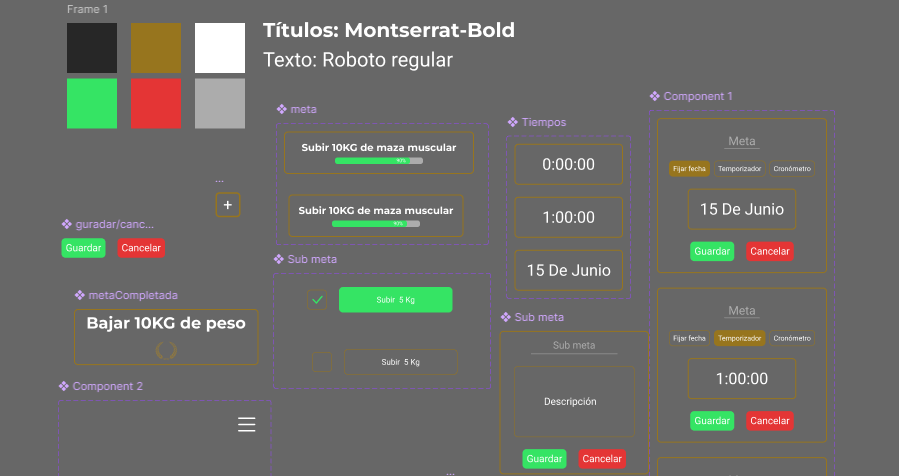 Frame 1
Títulos: Montserrat-Bold
Texto: Roboto regular
meta
Subir 10KG de maza muscular
90%
Subir 10KG de maza muscular
90%
Tiempos
0:00:00
1:00:00
15 De Junio
Component 1
Meta
Fijar fecha
Temporizador
Cronómetro
15 De Junio
Guardar
Cancelar
Meta
Fijar fecha
Temporizador
Cronómetro
1:00:00
Guardar
Cancelar
...
+
guradar/canc...
Guardar
Cancelar
Sub meta
Subir 5 Kg
Subir 5 Kg
metaCompletada
Bajar 10KG de peso
Sub meta
Sub meta
Descripción
Guardar
Cancelar
Component 2
...